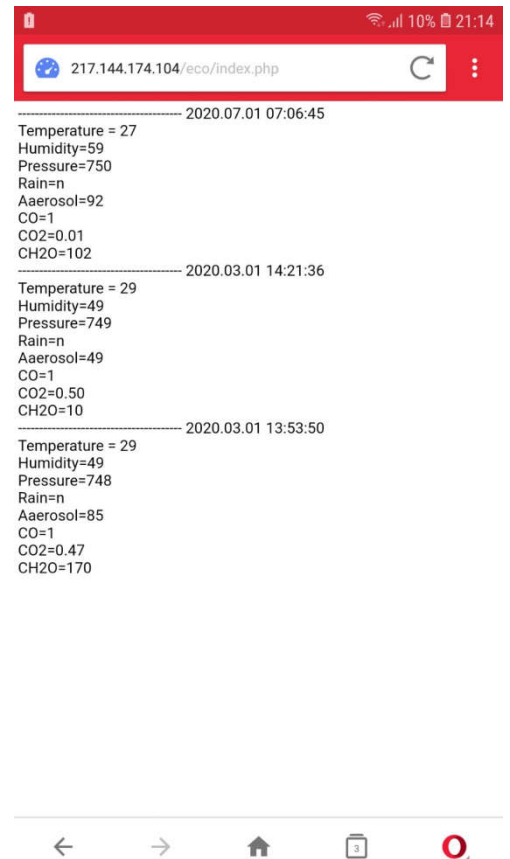 10% 21:14
217.144.174.104/eco/index.php
--------------------------------------- 2020.07.01 07:06:45
Temperature = 27
Humidity=59
Pressure=750
Rain=n
Aaerosol=92
CO=1
CO2=0.01
CH2O=102
--------------------------------------- 2020.03.01 14:21:36
Temperature = 29
Humidity=49
Pressure=749
Rain=n
Aaerosol=49
CO=1
CO2=0.50
CH2O=10
--------------------------------------- 2020.03.01 13:53:50
Temperature = 29
Humidity=49
Pressure=748
Rain=n
Aaerosol=85
CO=1
CO2=0.47
CH2O=170
3